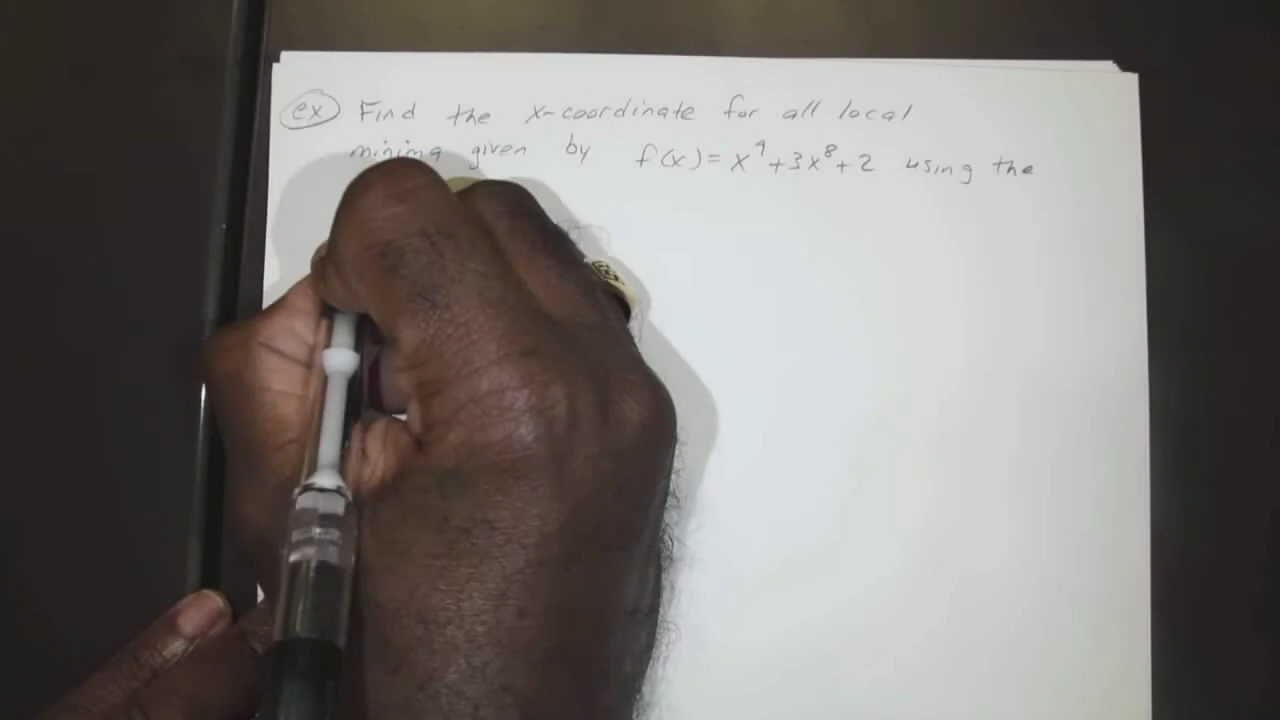 ex Find the x-coordinate for all local
minima given by f(x) = x⁹ + 3x⁸ + 2 using the